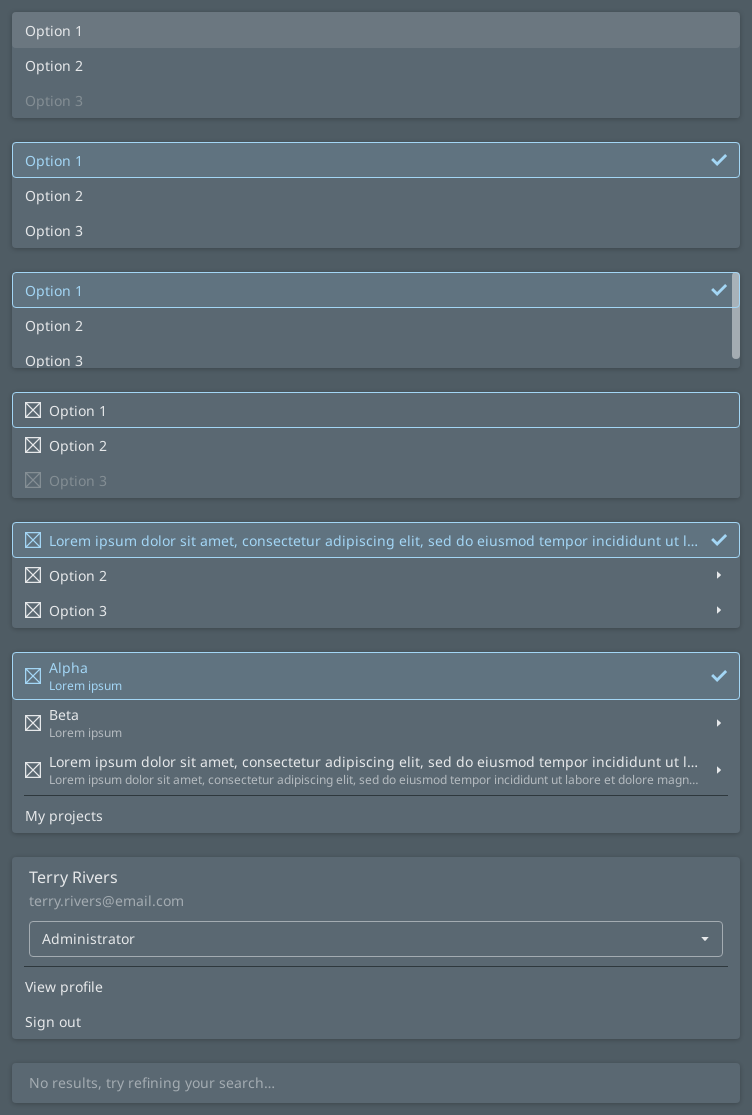 Option 1
Option 2
Option 3
Option 1
Option 2
Option 3
Option 1
Option 2
Option 3
Option 1
Option 2
Option 3
Lorem ipsum dolor sit amet, consectetur adipiscing elit, sed do eiusmod tempor incididunt ut l...
Option 2
Option 3
Alpha
Lorem ipsum
Beta
Lorem ipsum
Lorem ipsum dolor sit amet, consectetur adipiscing elit, sed do eiusmod tempor incididunt ut l...
Lorem ipsum dolor sit amet, consectetur adipiscing elit, sed do eiusmod tempor incididunt ut labore et dolore magn...
My projects
Terry Rivers
terry.rivers@email.com
Administrator
View profile
Sign out
No results, try refining your search...